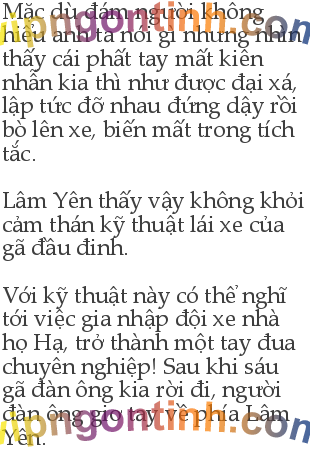 Mặc dù đám người không
hiểu anh ta nói gì nhưng nhìn
thấy cái phất tay mất kiên
nhẫn kia thì như được đại xá,
lập tức đỡ nhau đứng dậy rồi
bò lên xe, biến mất trong tích
tắc.
Lâm Yên thấy vậy không khỏi
cảm thán kỹ thuật lái xe của
gã đầu đinh.
Với kỹ thuật này có thể nghĩ
tới việc gia nhập đội xe nhà
họ Hạ, trở thành một tay đua
chuyên nghiệp! Sau khi sáu
gã đàn ông kia rời đi, người
đàn ông giơ tay về phía Lâm
Yên.
vipngontinh.com
vipngontinh.com